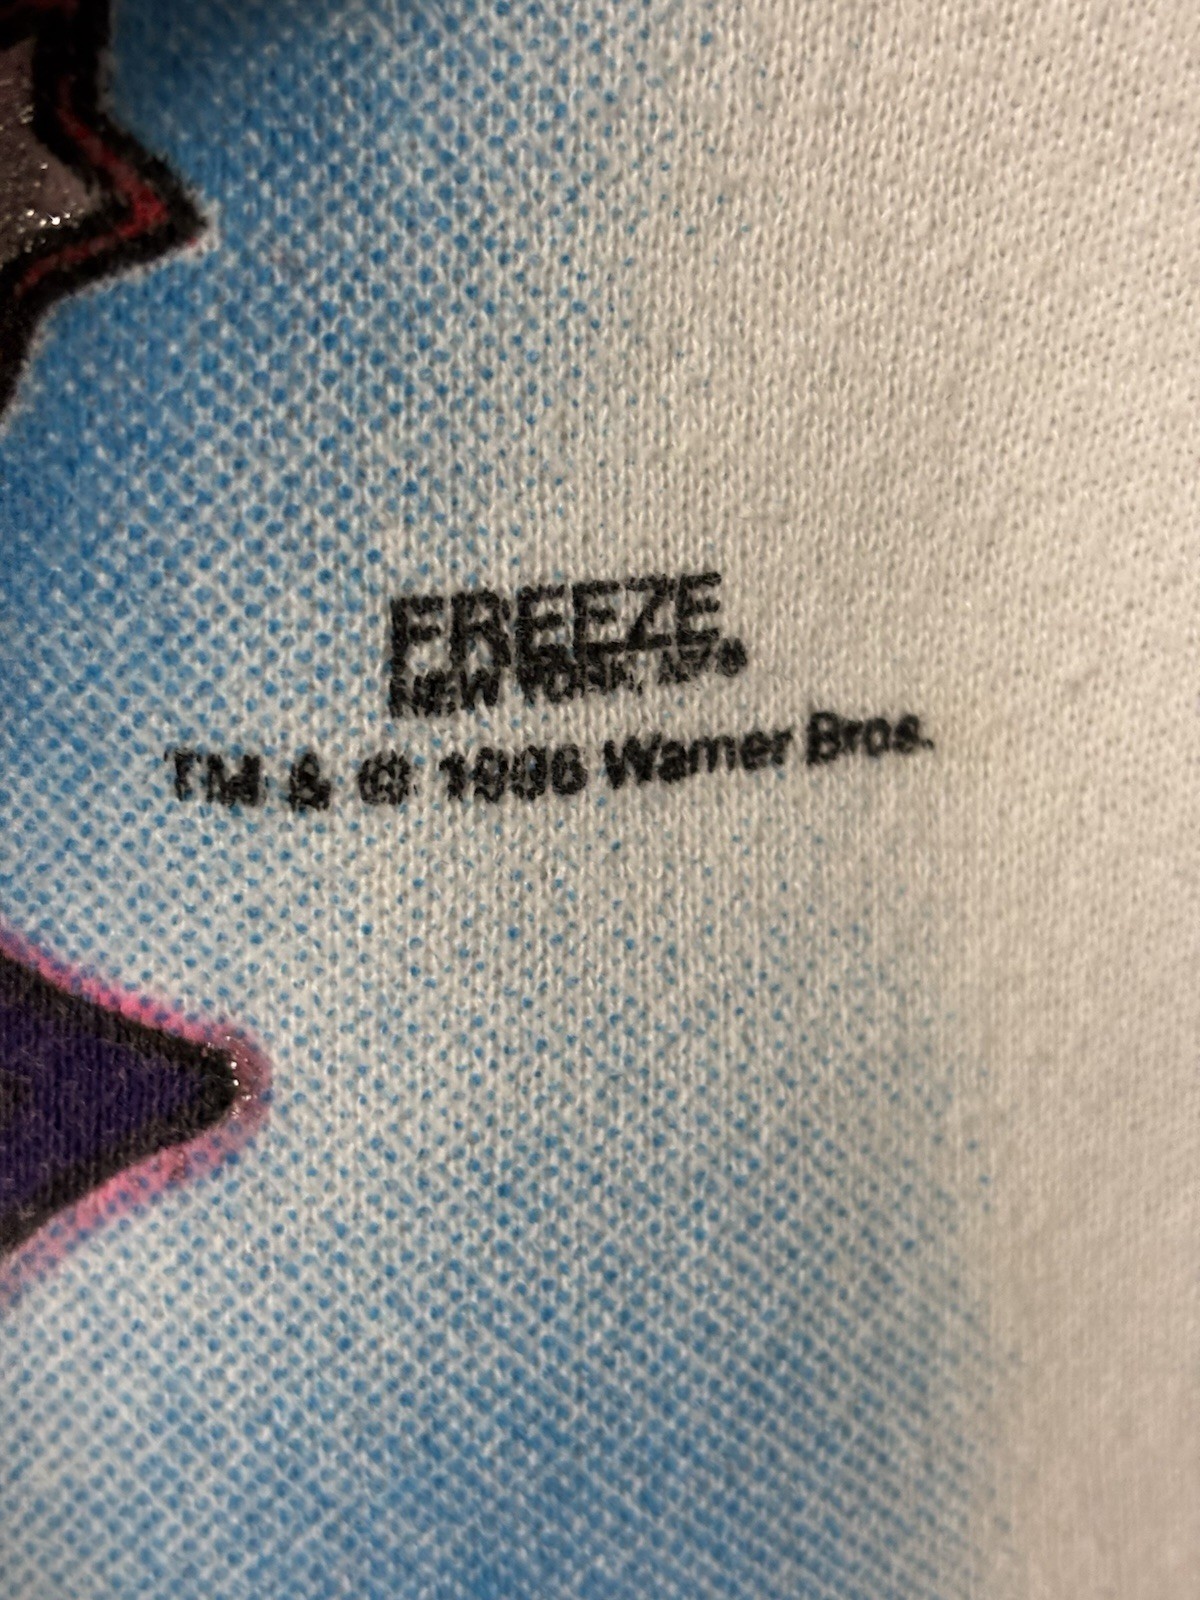 FREEZE
NEW YORK, NY®
TM & © 1996 Warner Bros.